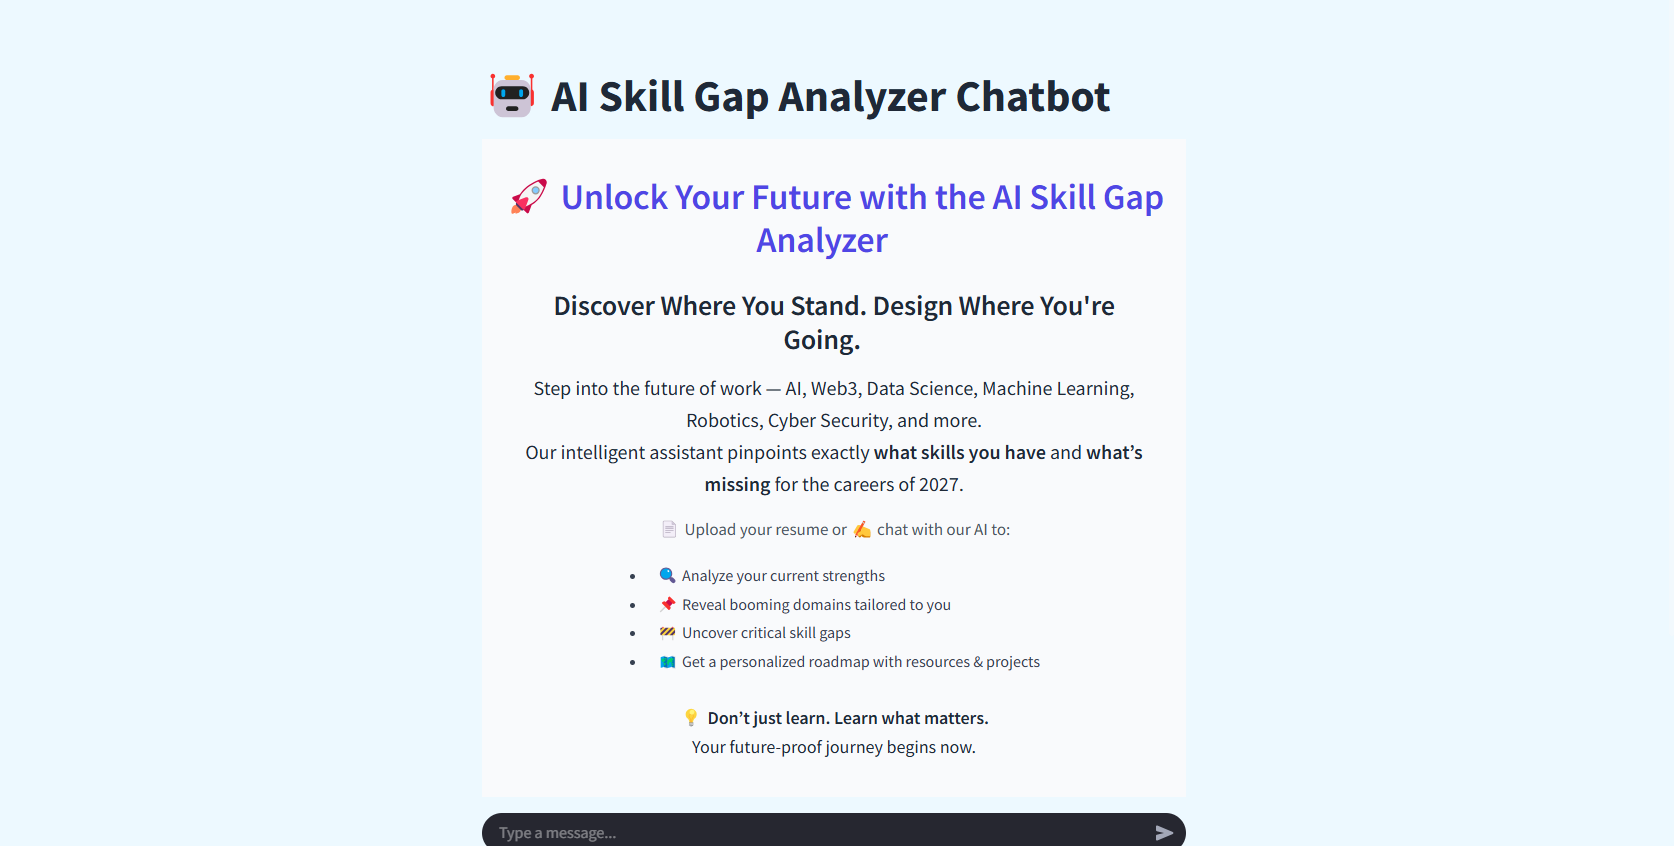 🤖 AI Skill Gap Analyzer Chatbot
🚀 Unlock Your Future with the AI Skill Gap
Analyzer
Discover Where You Stand. Design Where You're
Going.
Step into the future of work — AI, Web3, Data Science, Machine Learning,
Robotics, Cyber Security, and more.
Our intelligent assistant pinpoints exactly what skills you have and what’s
missing for the careers of 2027.
📄 Upload your resume or ✍️ chat with our AI to:
• 🔍 Analyze your current strengths
• 📌 Reveal booming domains tailored to you
• 🚧 Uncover critical skill gaps
• 🗺️ Get a personalized roadmap with resources & projects
💡 Don’t just learn. Learn what matters.
Your future-proof journey begins now.
Type a message...